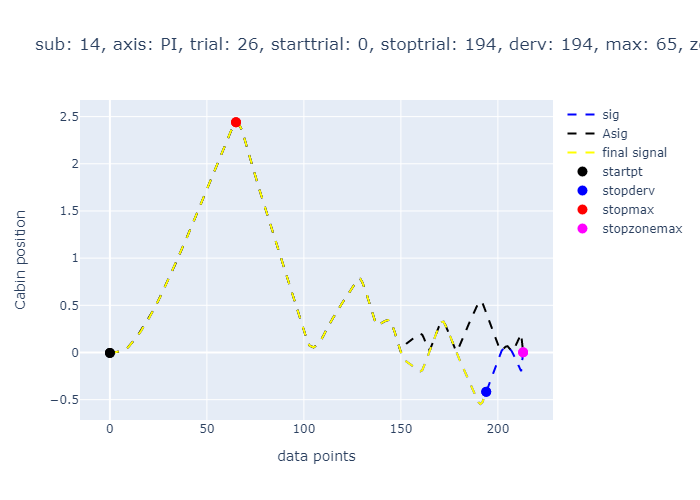 sub: 14, axis: PI, trial: 26, starttrial: 0, stoptrial: 194, derv: 194, max: 65,
2.5
2
1.5
1
0.5
0
−0.5
Cabin position
0
50
100
150
200
data points
sig
Asig
final signal
startpt
stopderv
stopmax
stopzonemax